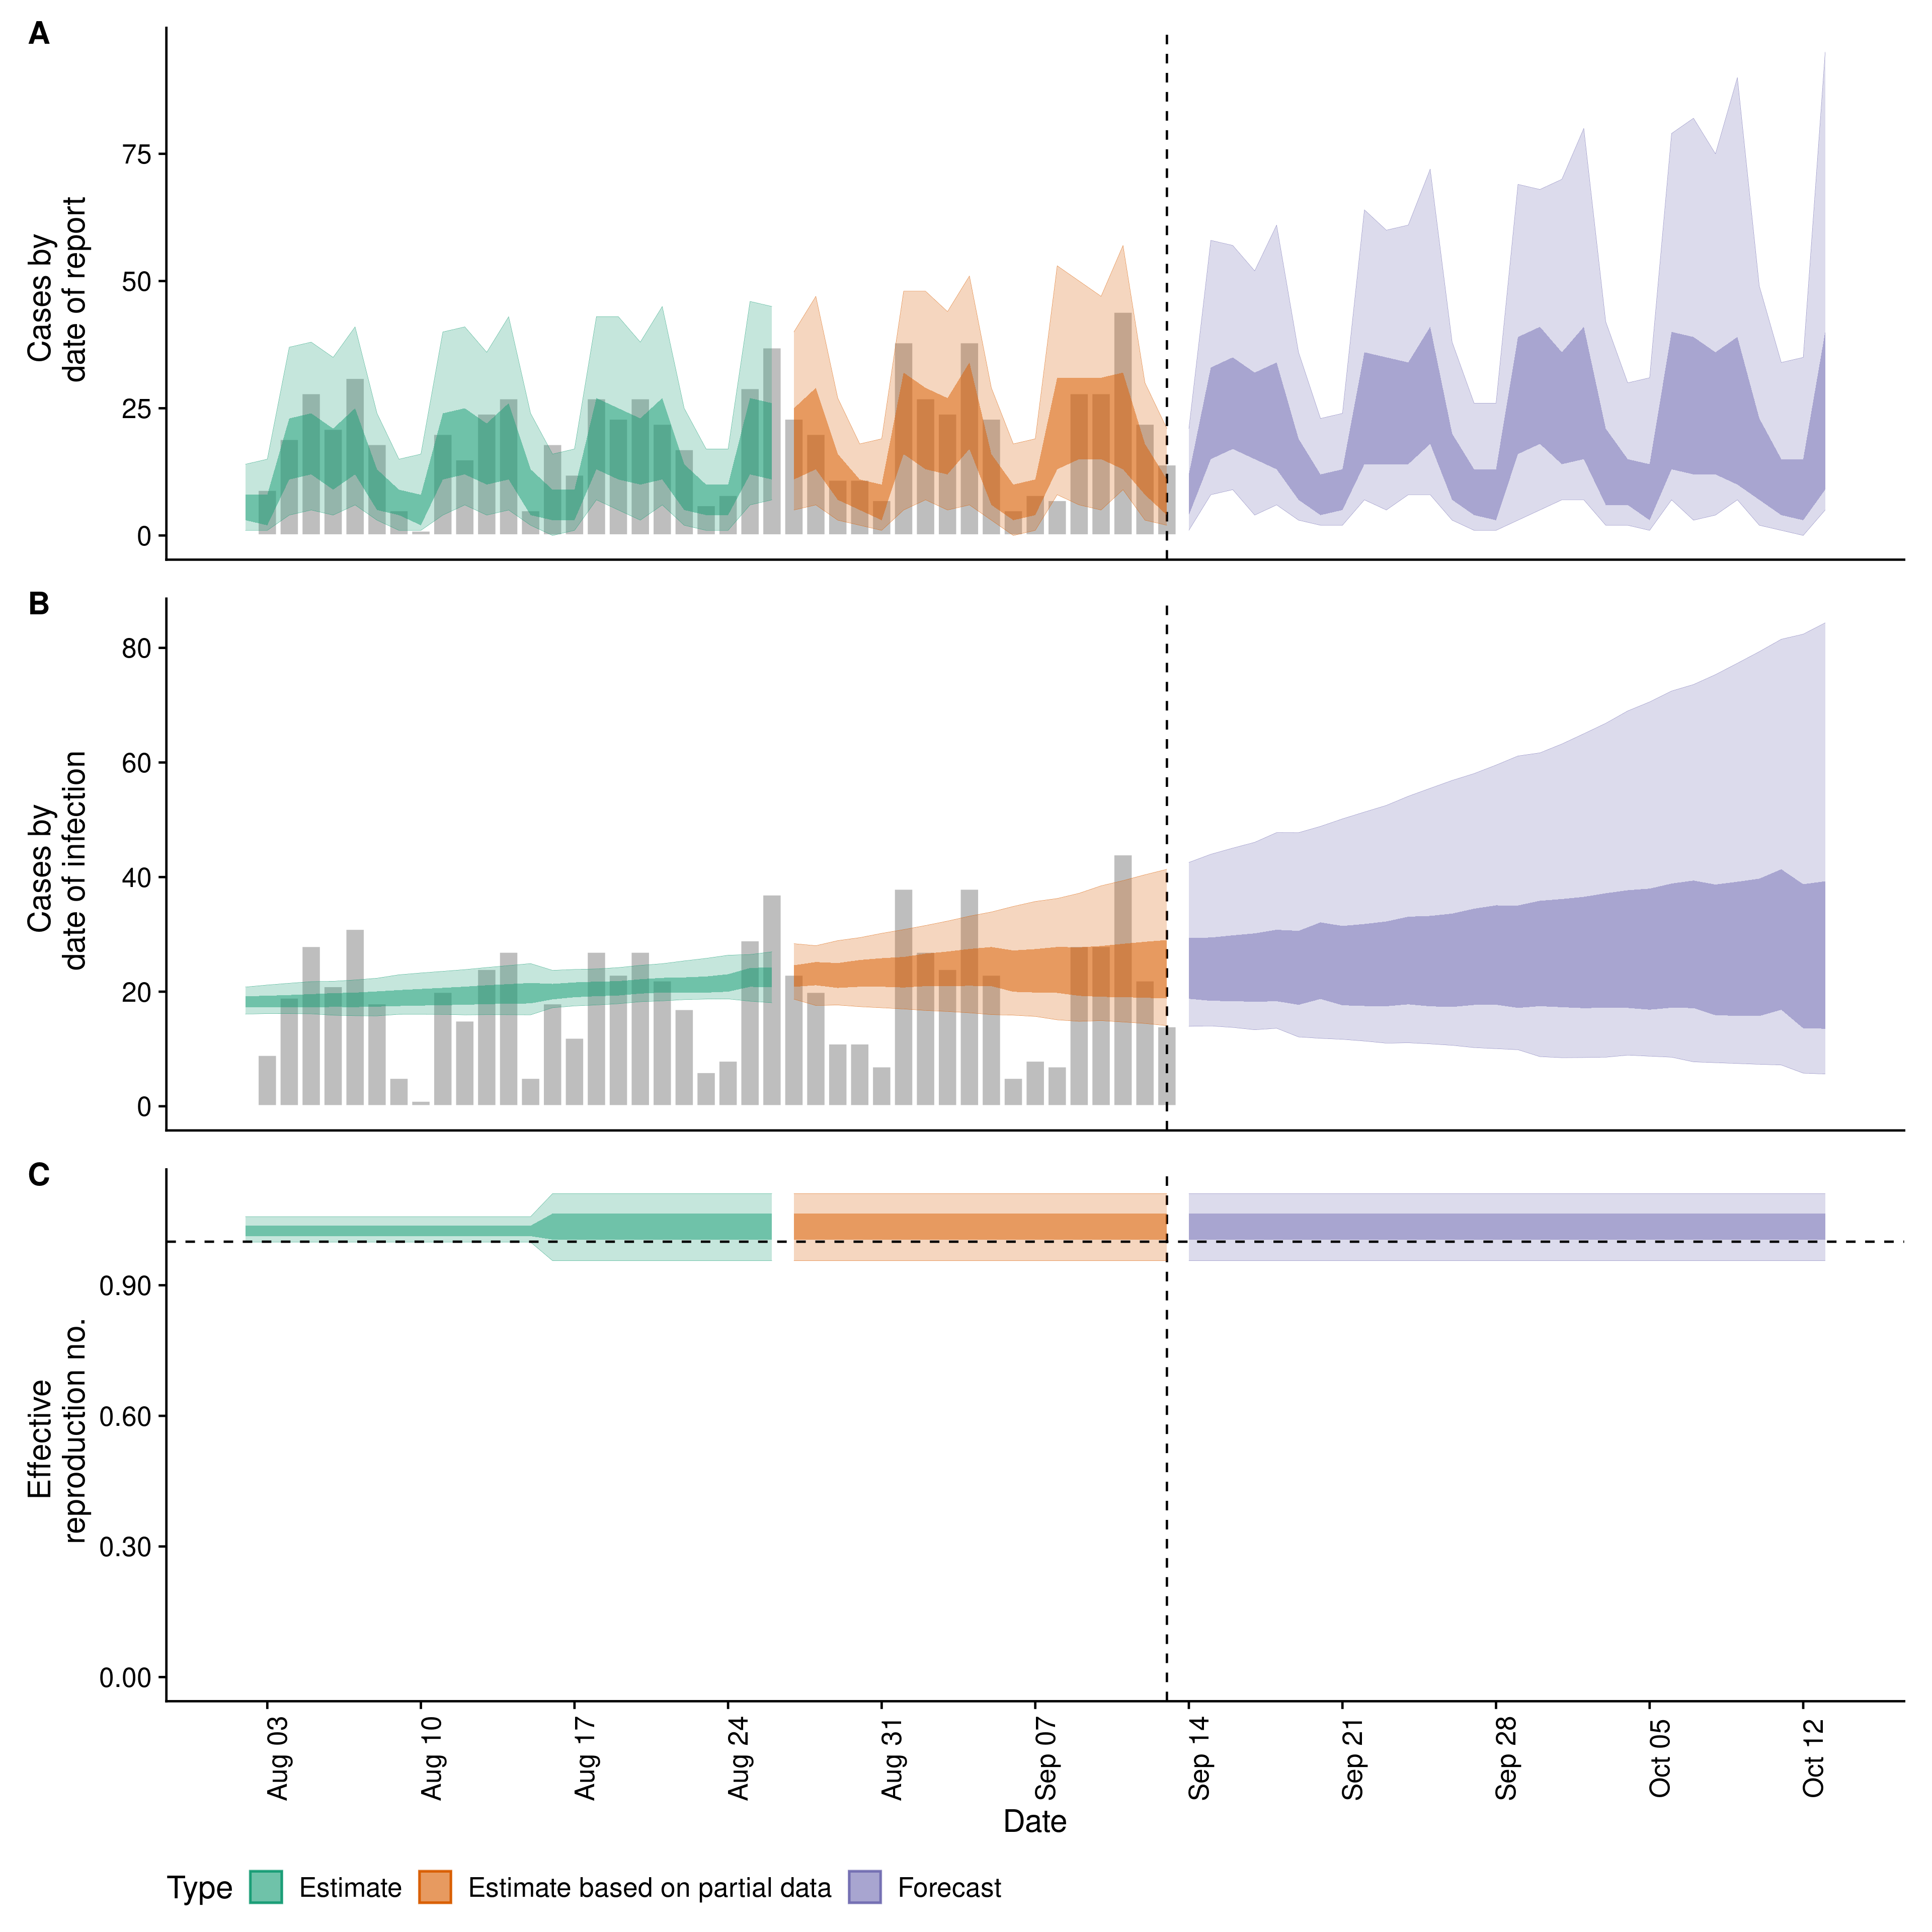 A
Cases by
date of report
75
50
25
0
B
Cases by
date of infection
80
60
40
20
0
C
Effective
reproduction no.
0.90
0.60
0.30
0.00
Aug 03
Aug 10
Aug 17
Aug 24
Aug 31
Sep 07
Sep 14
Sep 21
Sep 28
Oct 05
Oct 12
Date
Type Estimate Estimate based on partial data Forecast